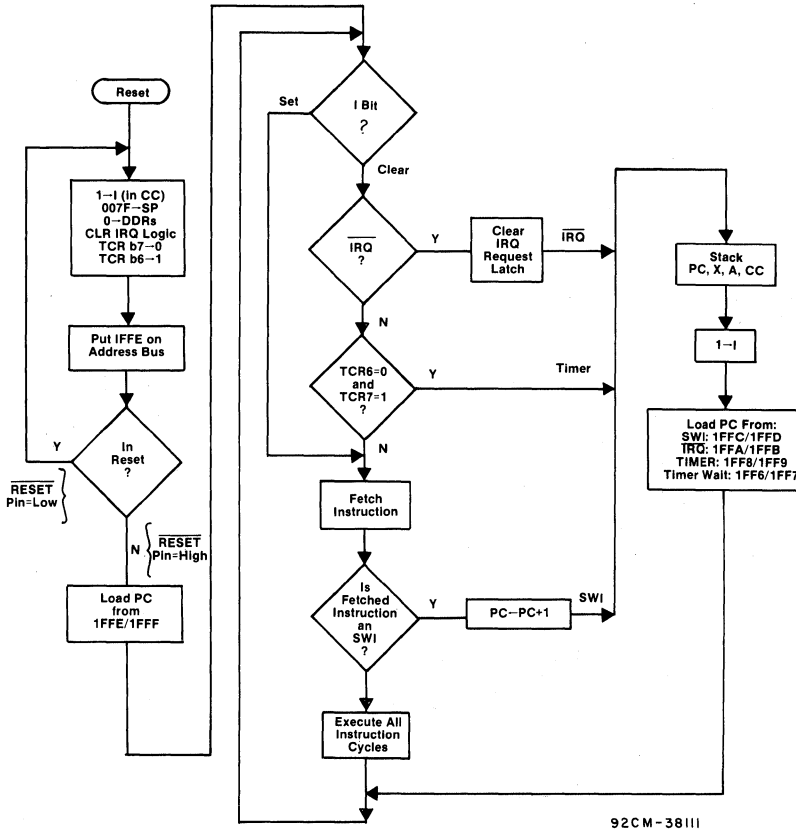 Reset
1→I (in CC)
007F→SP
0→DDRs
CLR IRQ Logic
TCR b7→0
TCR b6→1
Put IFFE on
Address Bus
Y
In
Reset
?
RESET
Pin=Low
N
RESET
Pin=High
Load PC
from
1FFE/1FFF
Set
I Bit
?
Clear
IRQ
?
Y
Clear
IRQ
Request
Latch
IRQ
N
TCR6=0
and
TCR7=1
?
Y
Timer
N
Fetch
Instruction
Is
Fetched
Instruction
an
SWI
?
Y
PC←PC+1
SWI
Execute All
Instruction
Cycles
Stack
PC, X, A, CC
1→I
Load PC From:
SWI: 1FFC/1FFD
IRQ: 1FFA/1FFB
TIMER: 1FF8/1FF9
Timer Wait: 1FF6/1FF7
92CM-38111